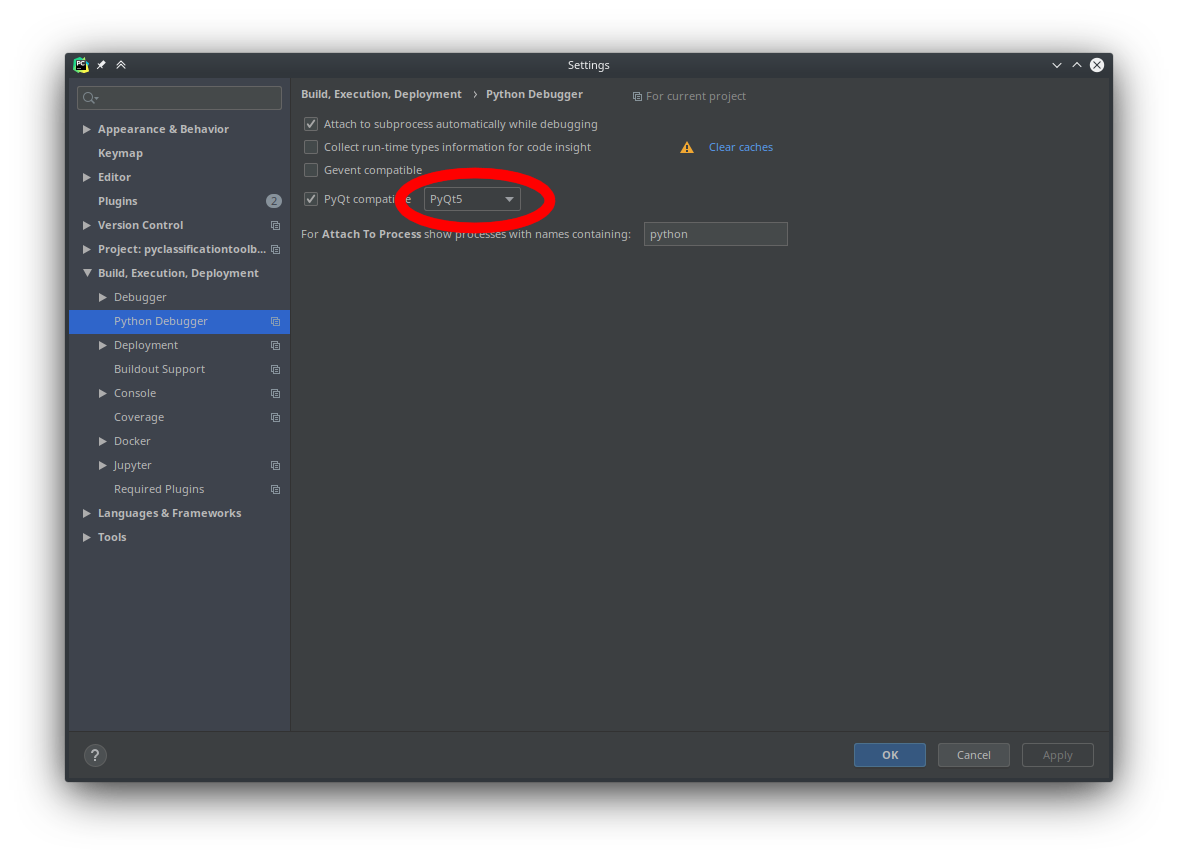 PC
Settings
Build, Execution, Deployment › Python Debugger
For current project
Appearance & Behavior
Keymap
Editor
Plugins 2
Version Control
Project: pyclassificationtoolb...
Build, Execution, Deployment
Debugger
Python Debugger
Deployment
Buildout Support
Console
Coverage
Docker
Jupyter
Required Plugins
Languages & Frameworks
Tools
Attach to subprocess automatically while debugging
Collect run-time types information for code insight
Clear caches
Gevent compatible
PyQt5
For Attach To Process show processes with names containing: python
?
OK Cancel Apply